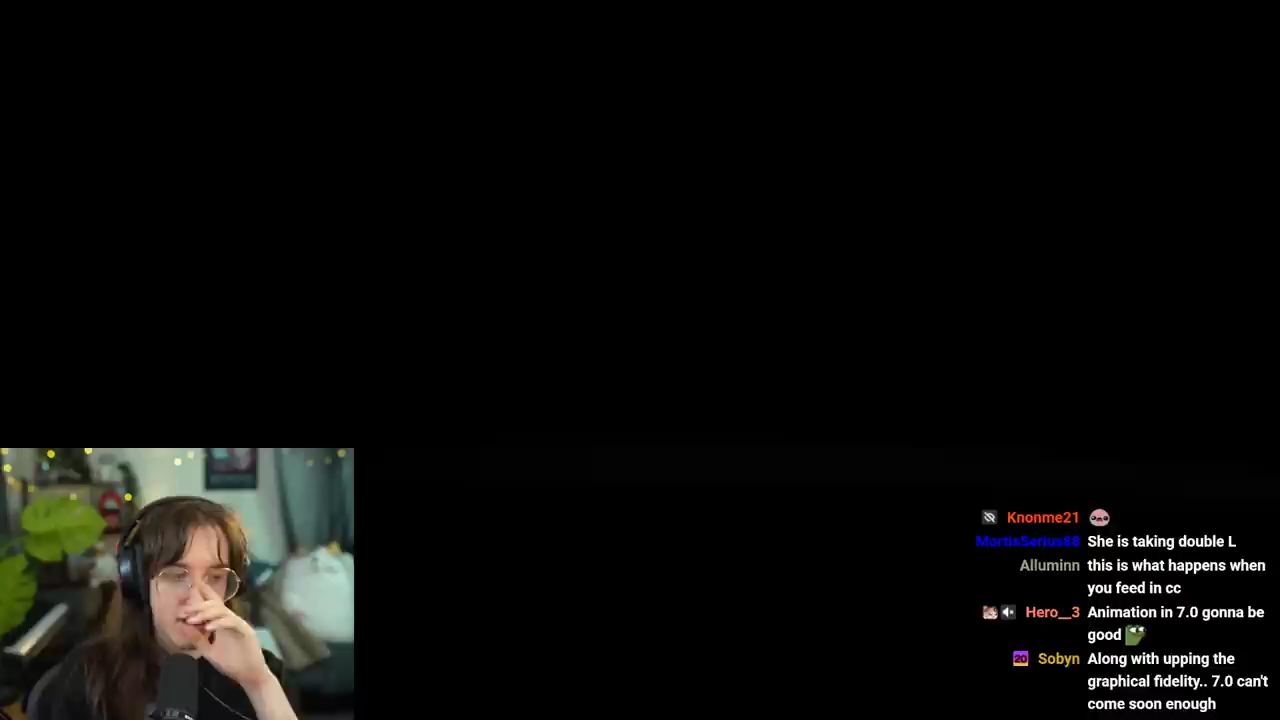 Knonme21
MortisSerius88 She is taking double L
Alluminn this is what happens when
you feed in cc
Hero__3 Animation in 7.0 gonna be
good
20 Sobyn Along with upping the
graphical fidelity.. 7.0 can't
come soon enough